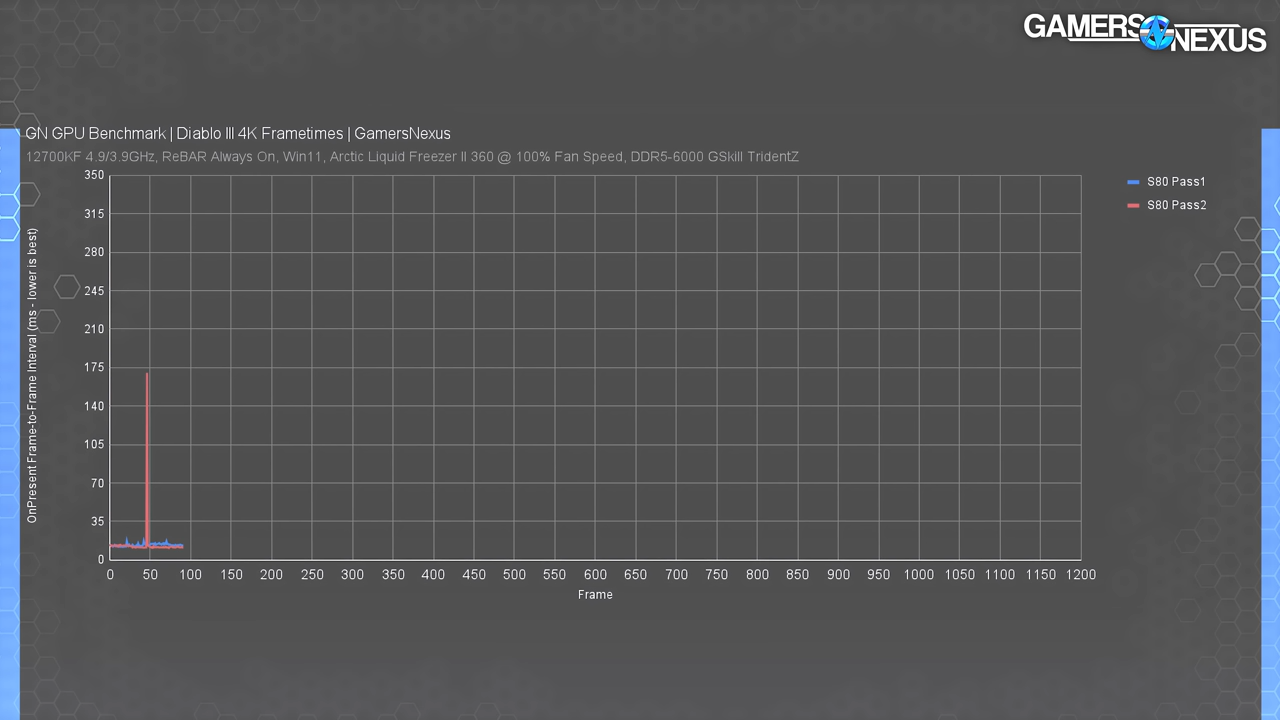 GAMERS NEXUS
GN GPU Benchmark | Diablo III 4K Frametimes | GamersNexus
12700KF 4.9/3.9GHz, ReBAR Always On, Win11, Arctic Liquid Freezer II 360 @ 100% Fan Speed, DDR5-6000 GSkill TridentZ
OnPresent Frame-to-Frame Interval (ms - lower is best)
350
315
280
245
210
175
140
105
70
35
0
0 50 100 150 200 250 300 350 400 450 500 550 600 650 700 750 800 850 900 950 1000 1050 1100 1150 1200
Frame
S80 Pass1
S80 Pass2